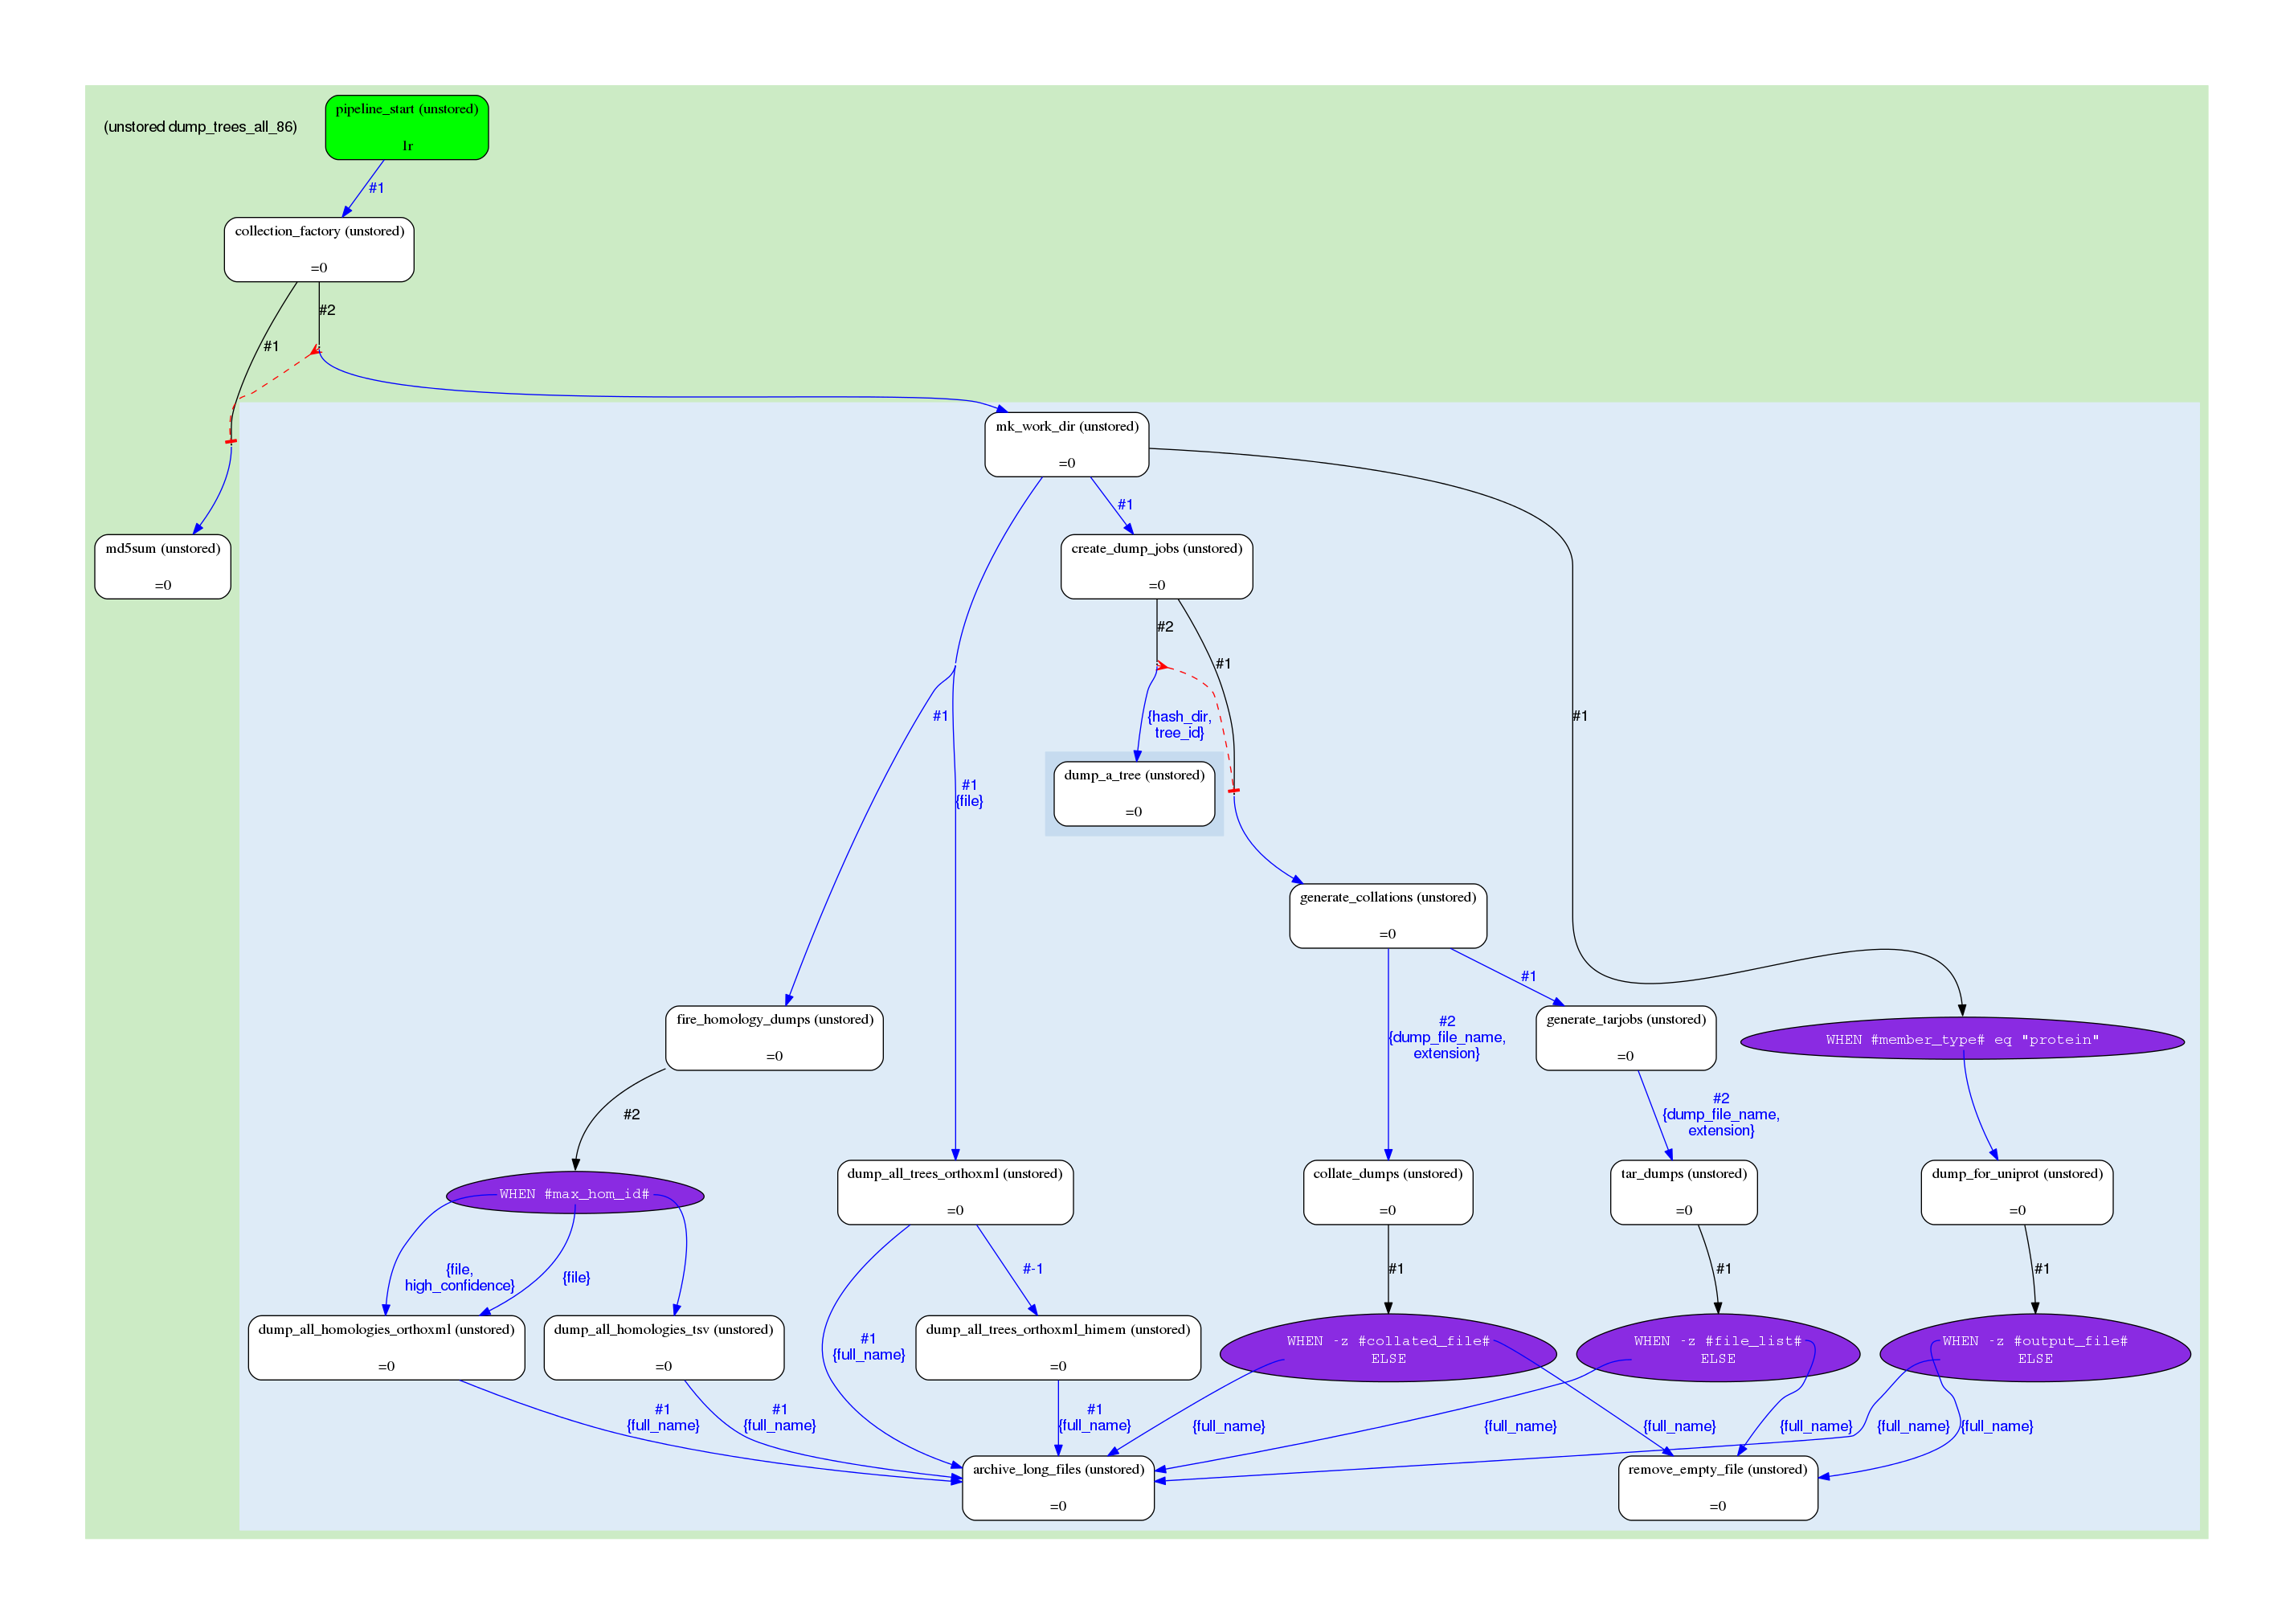 pipeline_start (unstored)
(unstored dump_trees_all_86)
1r
#1
collection_factory (unstored)
=0
#2
#1
mk_work_dir (unstored)
=0
#1
md5sum (unstored)
=0
create_dump_jobs (unstored)
=0
#2
#1
#1
#1
{hash_dir,
tree_id}
#1
{file}
dump_a_tree (unstored)
=0
generate_collations (unstored)
=0
#1
fire_homology_dumps (unstored)
=0
#2
{dump_file_name,
extension}
generate_tarjobs (unstored)
=0
WHEN #member_type# eq "protein"
#2
#2
{dump_file_name,
extension}
WHEN #max_hom_id#
dump_all_trees_orthoxml (unstored)
=0
collate_dumps (unstored)
=0
tar_dumps (unstored)
=0
dump_for_uniprot (unstored)
=0
{file,
high_confidence}
{file}
#-1
#1
#1
#1
dump_all_homologies_orthoxml (unstored)
=0
dump_all_homologies_tsv (unstored)
=0
#1
{full_name}
dump_all_trees_orthoxml_himem (unstored)
=0
WHEN -z #collated_file#
ELSE
WHEN -z #file_list#
ELSE
WHEN -z #output_file#
ELSE
#1
{full_name}
#1
{full_name}
#1
{full_name}
{full_name}
{full_name}
{full_name}
{full_name}
{full_name}
{full_name}
archive_long_files (unstored)
=0
remove_empty_file (unstored)
=0